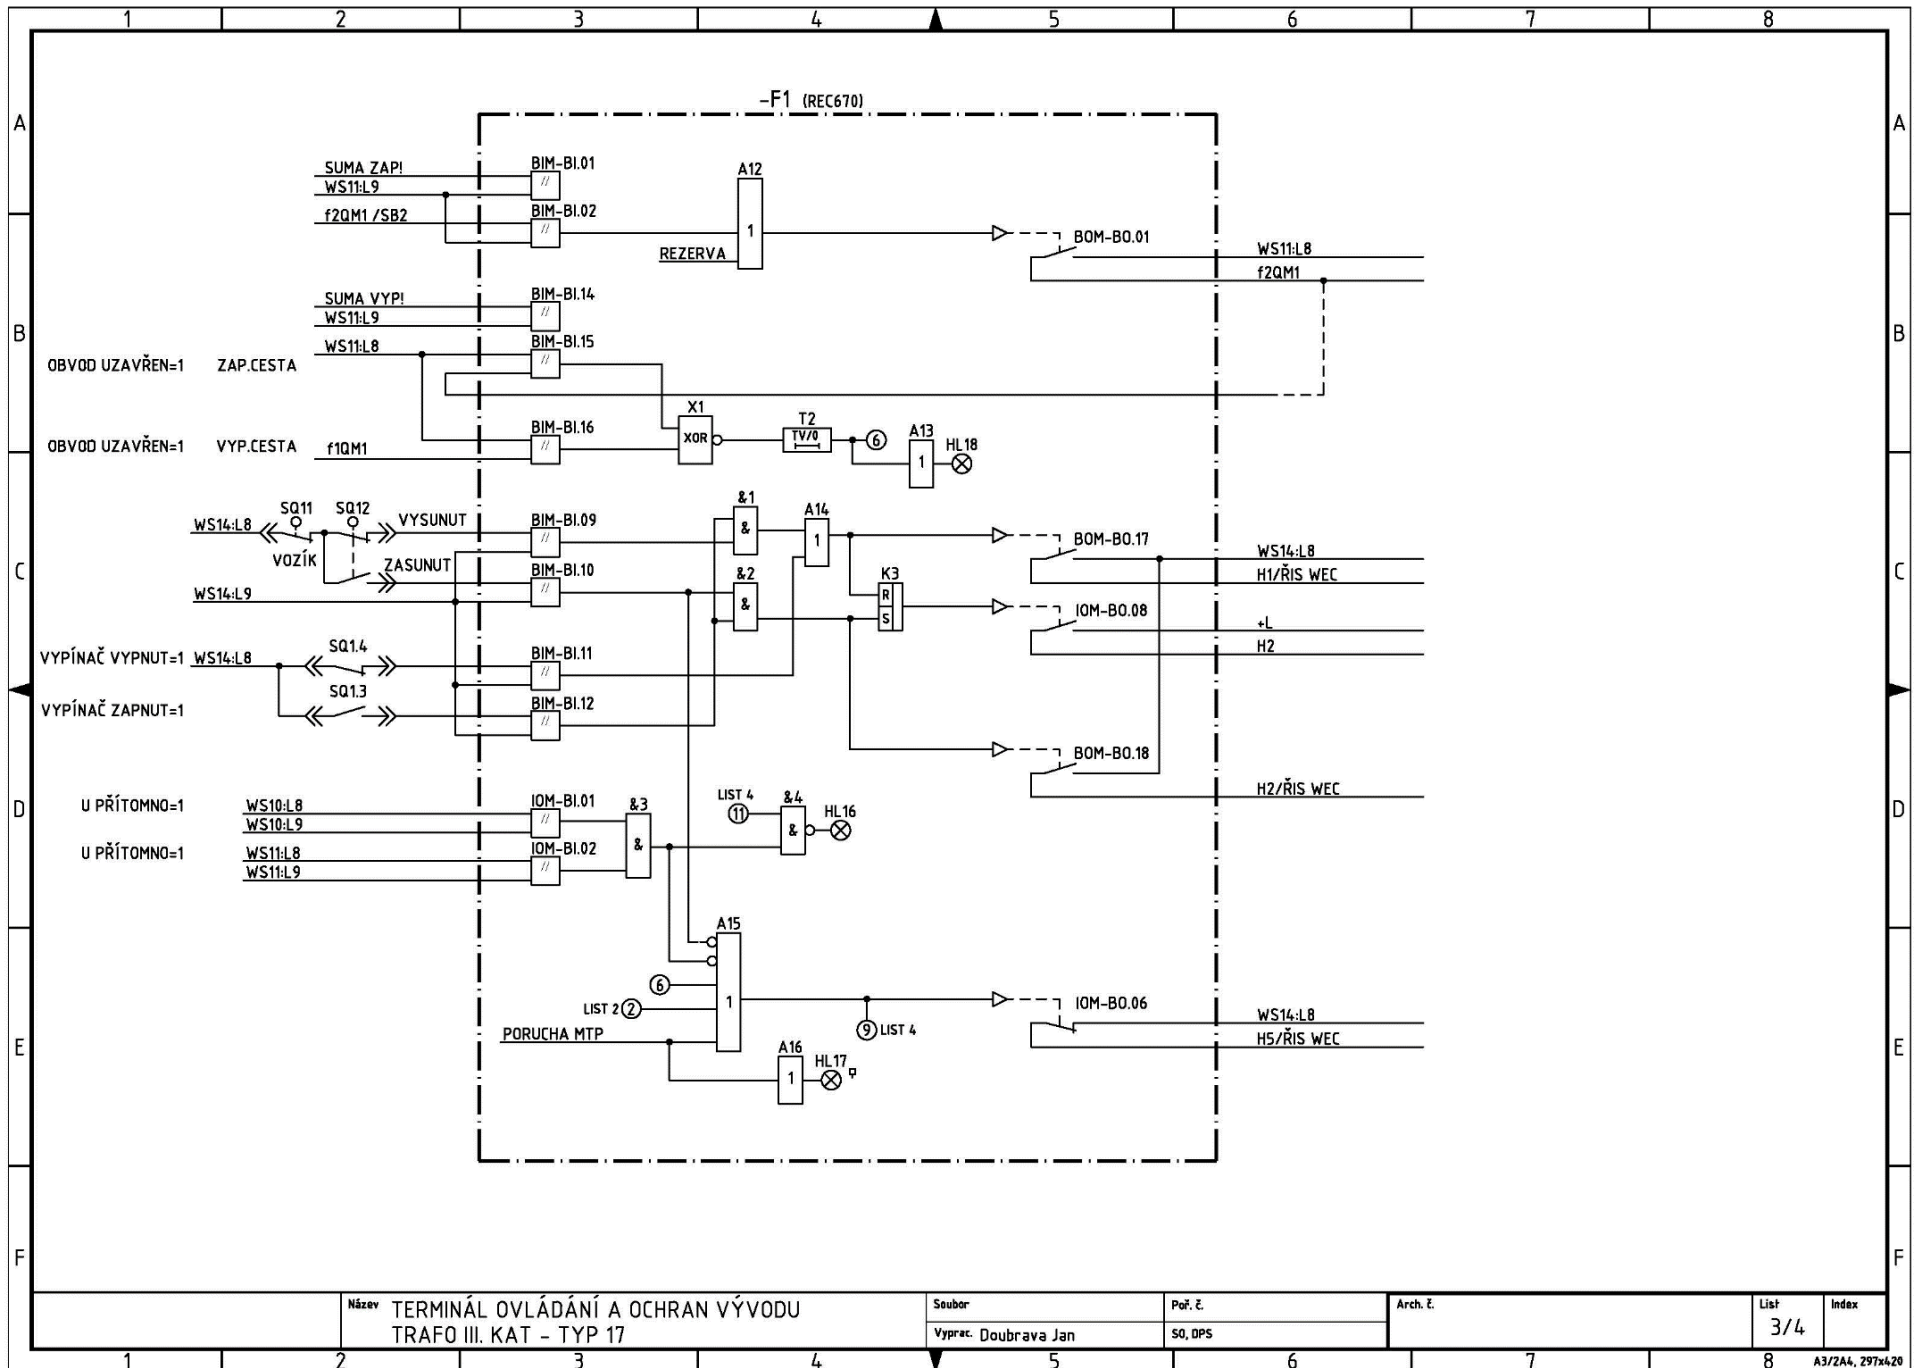 1 2 3 4 5 6 7 8
A A
-F1 (REC670)
SUMA ZAP!
WS11:L9
BIM-BI.01
//
A12
f2QM1 /SB2
BIM-BI.02
//
1
REZERVA
BOM-BO.01
WS11:L8
f2QM1
B B
SUMA VYP!
WS11:L9
BIM-BI.14
//
WS11:L8
BIM-BI.15
//
OBVOD UZAVŘEN=1 ZAP.CESTA
X1
XOR
T2
TV/0
6
A13
1
HL18
BIM-BI.16
//
OBVOD UZAVŘEN=1 VYP.CESTA f1QM1
C C
WS14:L8
SQ11
SQ12
VYSUNUT
VOZÍK
ZASUNUT
BIM-BI.09
//
&1
&
A14
1
BOM-BO.17
WS14:L8
H1/ŘIS WEC
WS14:L9
BIM-BI.10
//
&2
&
K3
R
S
IOM-BO.08
+L
H2
VYPÍNAČ VYPNUT=1 WS14:L8
SQ1.4
BIM-BI.11
//
VYPÍNAČ ZAPNUT=1
SQ1.3
BIM-BI.12
//
BOM-BO.18
H2/ŘIS WEC
D D
U PŘÍTOMNO=1
WS10:L8
WS10:L9
IOM-BI.01
//
&3
&
LIST 4
11
&4
&
HL16
U PŘÍTOMNO=1
WS11:L8
WS11:L9
IOM-BI.02
//
A15
1
6
LIST 2 2
PORUCHA MTP
9 LIST 4
IOM-BO.06
WS14:L8
H5/ŘIS WEC
E E
A16
1
HL17
F F
Název TERMINÁL OVLÁDÁNÍ A OCHRAN VÝVODU
TRAFO III. KAT - TYP 17
Soubor
Vyprac. Doubrava Jan
Poř. č.
SO, DPS
Arch. č.
List
3/4
Index
1 2 3 4 5 6 7 8
A3/2A4, 297x420